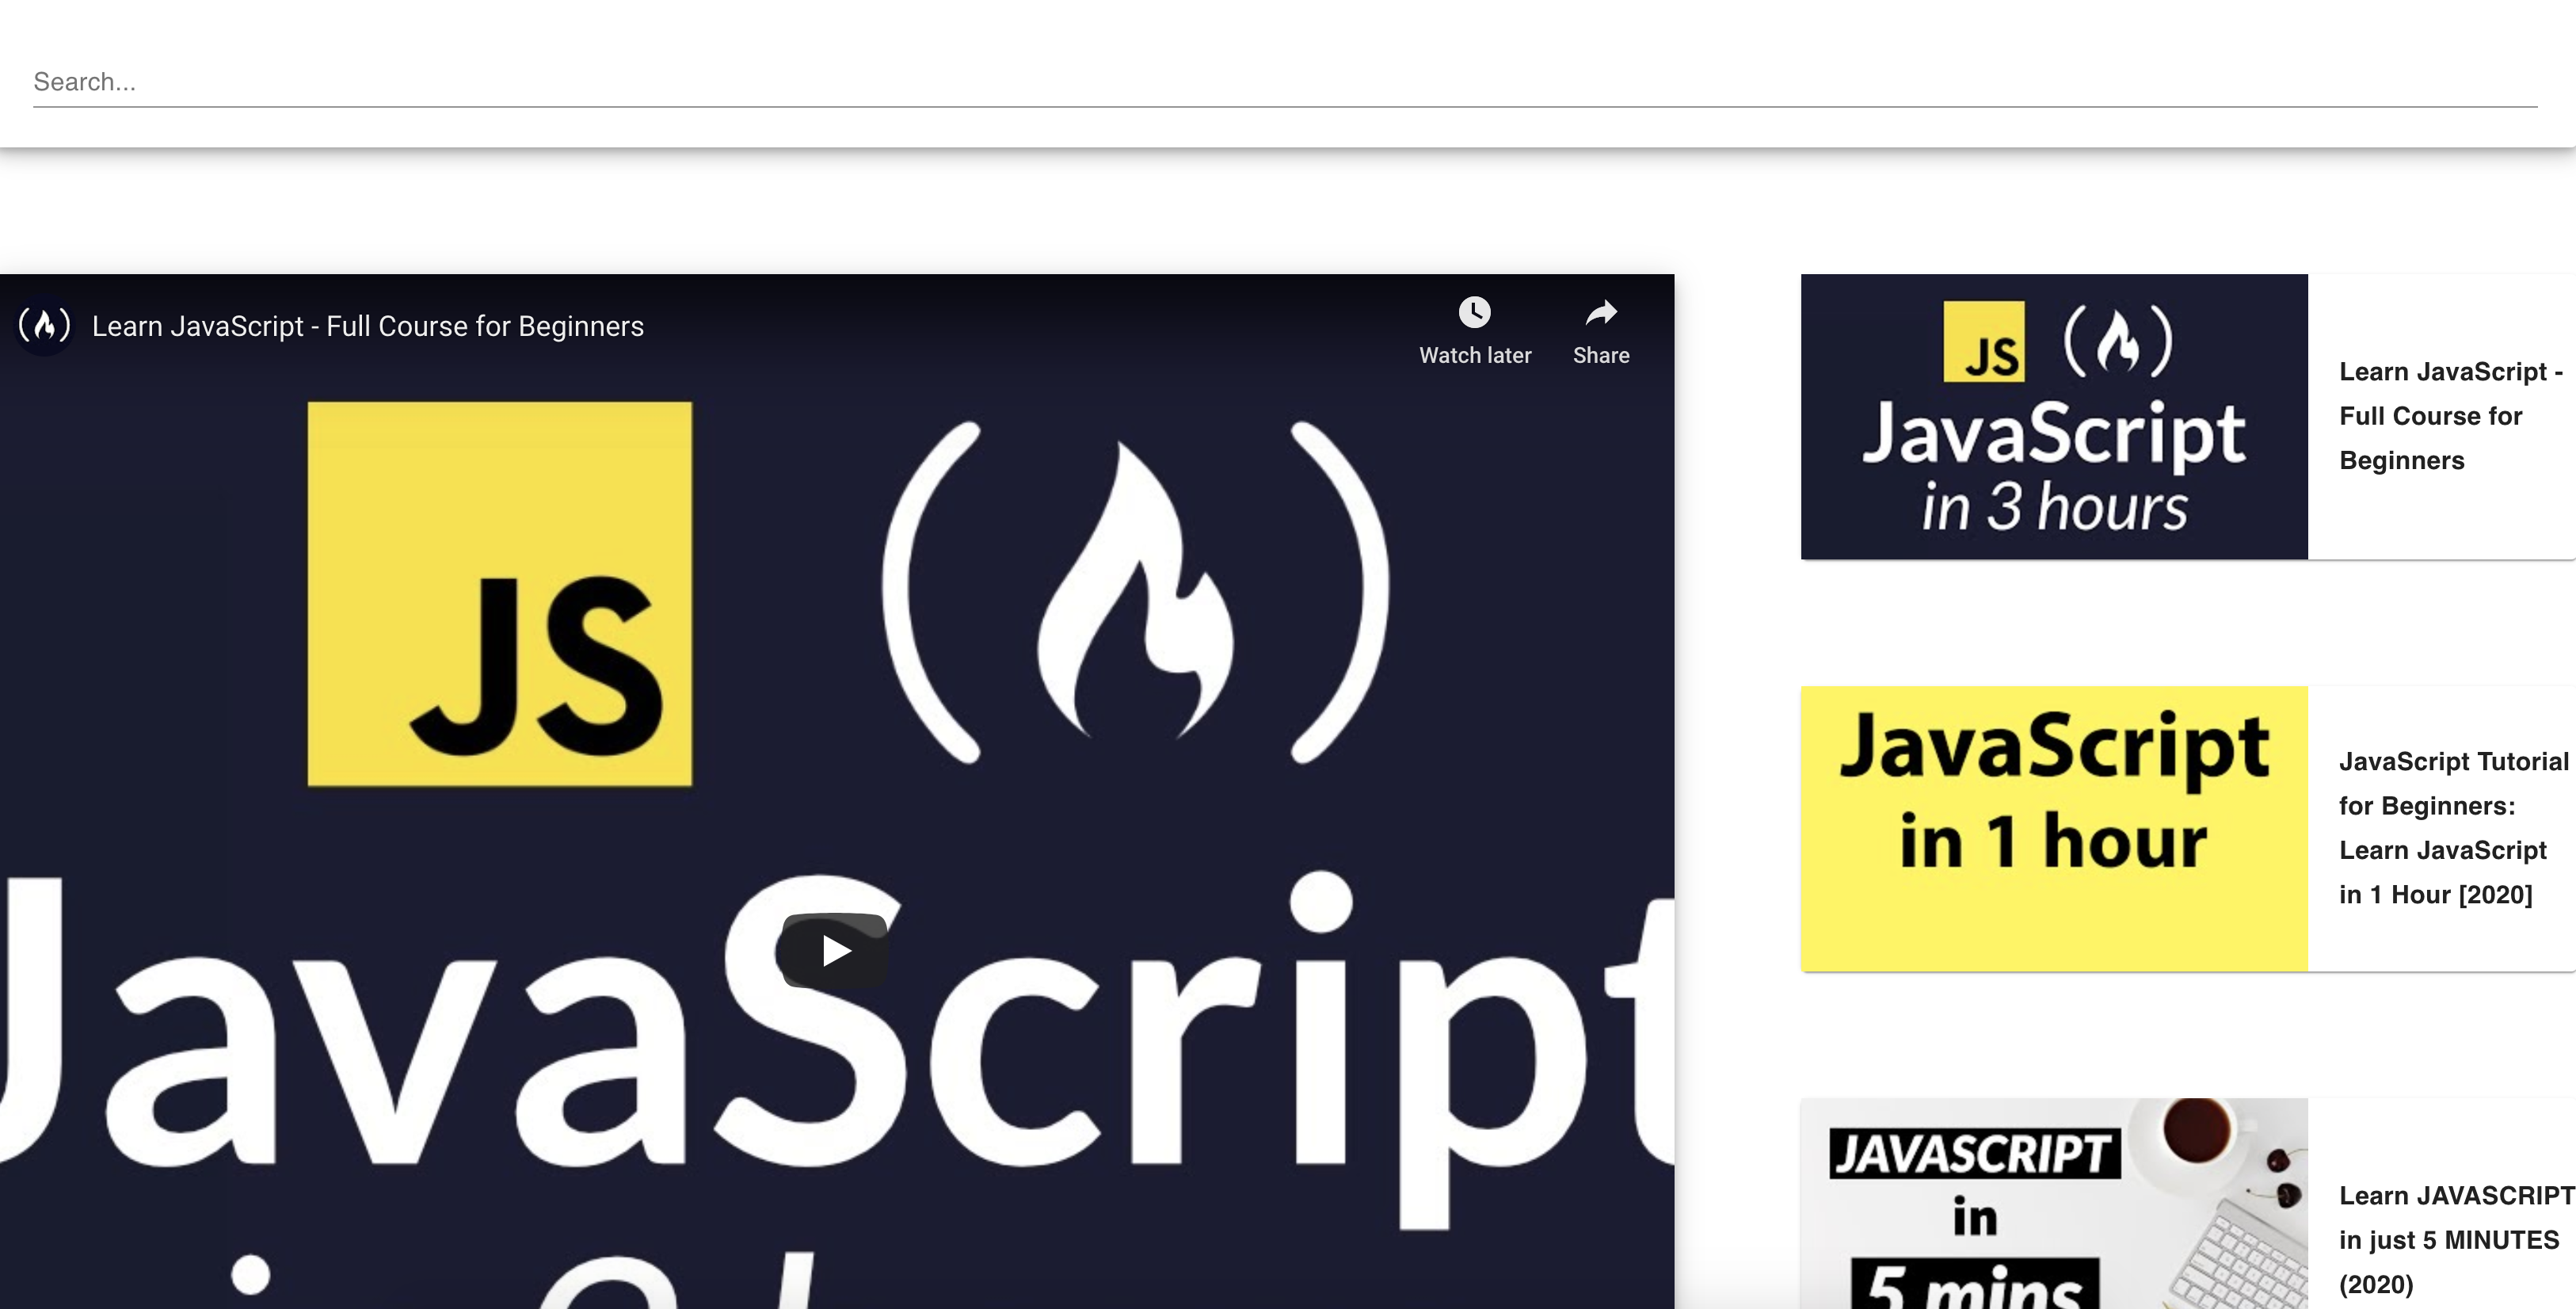 Search...
Learn JavaScript - Full Course for Beginners
Watch later
Share
JS
JavaScript
JS
JavaScript
in 3 hours
Learn JavaScript -
Full Course for
Beginners
JavaScript
in 1 hour
JavaScript Tutorial
for Beginners:
Learn JavaScript
in 1 Hour [2020]
JAVASCRIPT
in
5 mins
Learn JAVASCRIPT
in just 5 MINUTES
(2020)